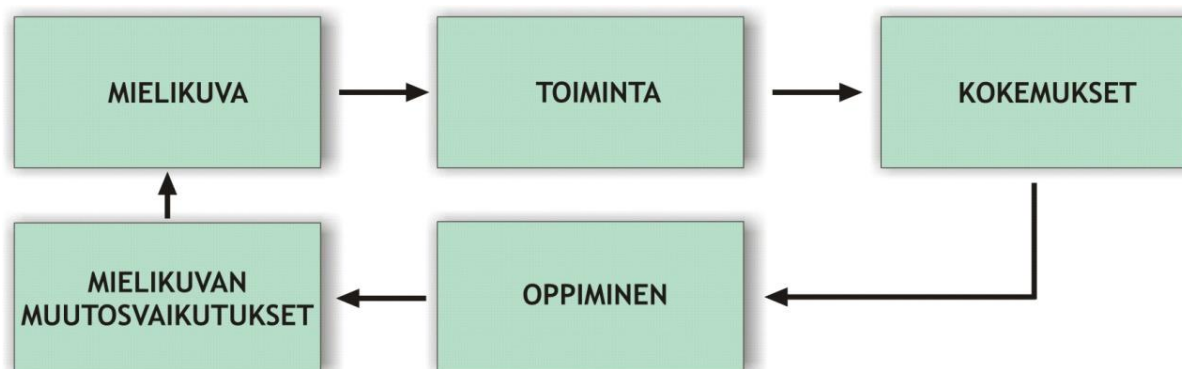 MIELIKUVA
TOIMINTA
KOKEMUKSET
MIELIKUVAN
MUUTOSVAIKUTUKSET
OPPIMINEN